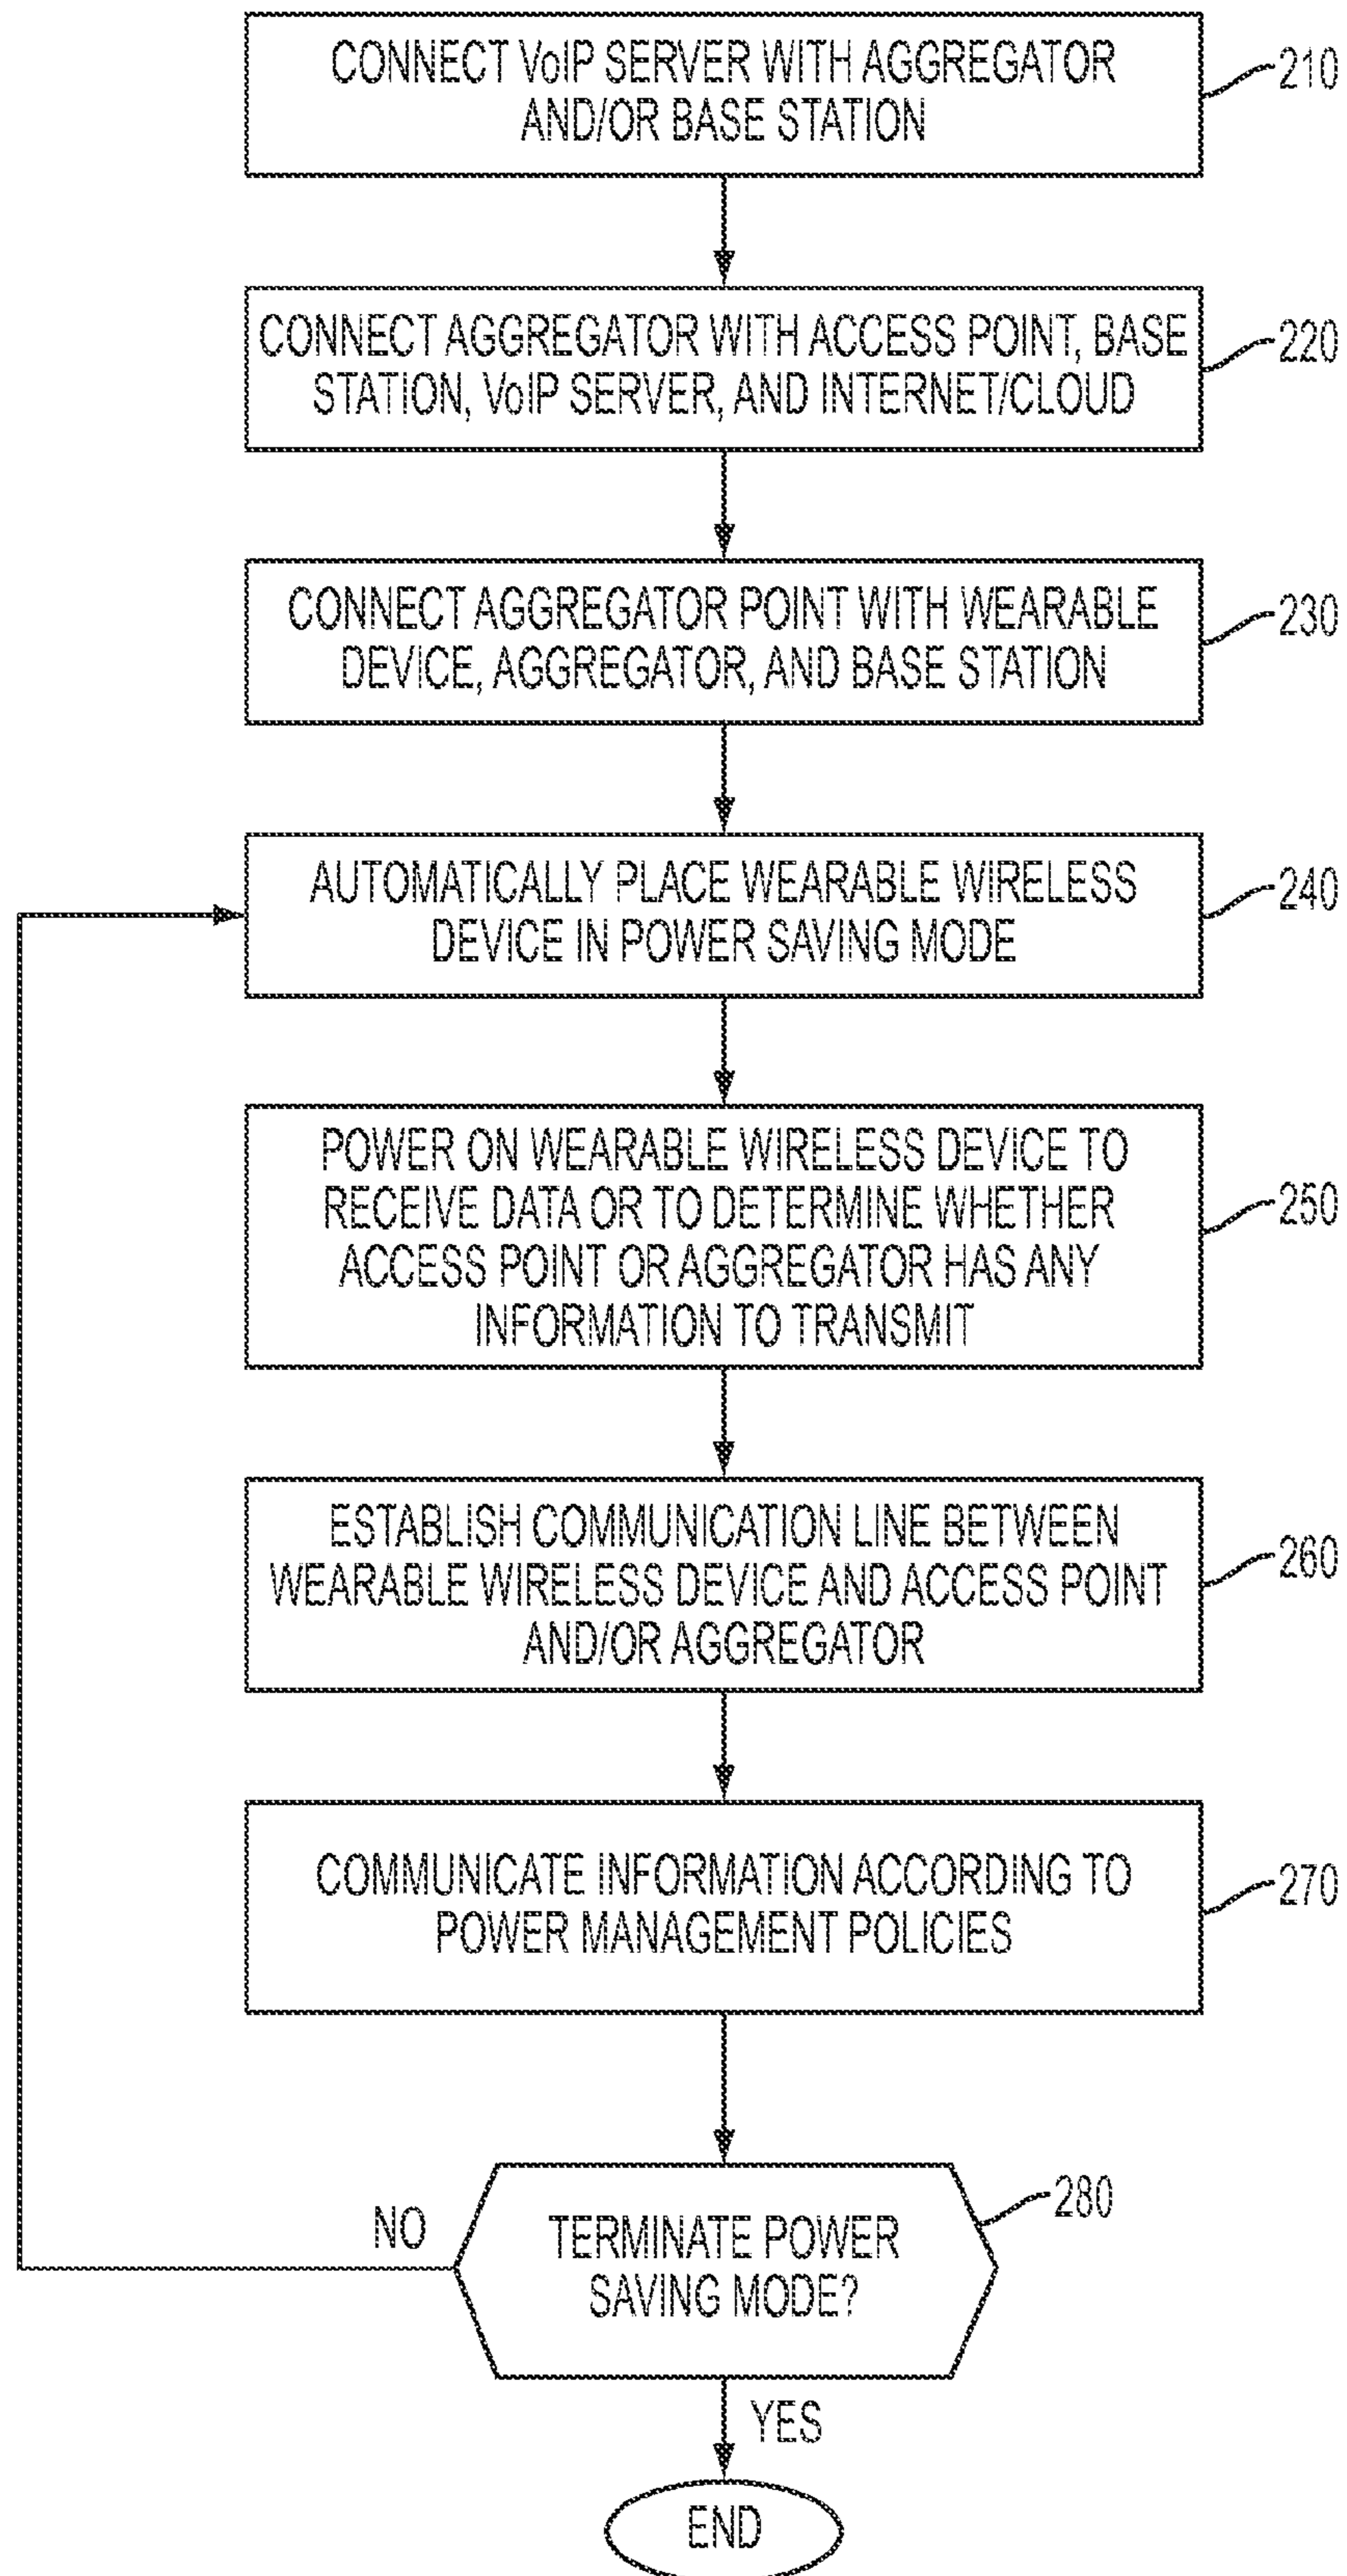 CONNECT VoIP SERVER WITH AGGREGATOR
AND/OR BASE STATION
210
CONNECT AGGREGATOR WITH ACCESS POINT, BASE
STATION, VoIP SERVER, AND INTERNET/CLOUD
220
CONNECT AGGREGATOR POINT WITH WEARABLE
DEVICE, AGGREGATOR, AND BASE STATION
230
AUTOMATICALLY PLACE WEARABLE WIRELESS
DEVICE IN POWER SAVING MODE
240
POWER ON WEARABLE WIRELESS DEVICE TO
RECEIVE DATA OR TO DETERMINE WHETHER
ACCESS POINT OR AGGREGATOR HAS ANY
INFORMATION TO TRANSMIT
250
ESTABLISH COMMUNICATION LINE BETWEEN
WEARABLE WIRELESS DEVICE AND ACCESS POINT
AND/OR AGGREGATOR
260
COMMUNICATE INFORMATION ACCORDING TO
POWER MANAGEMENT POLICIES
270
TERMINATE POWER
SAVING MODE?
280
NO
YES
END